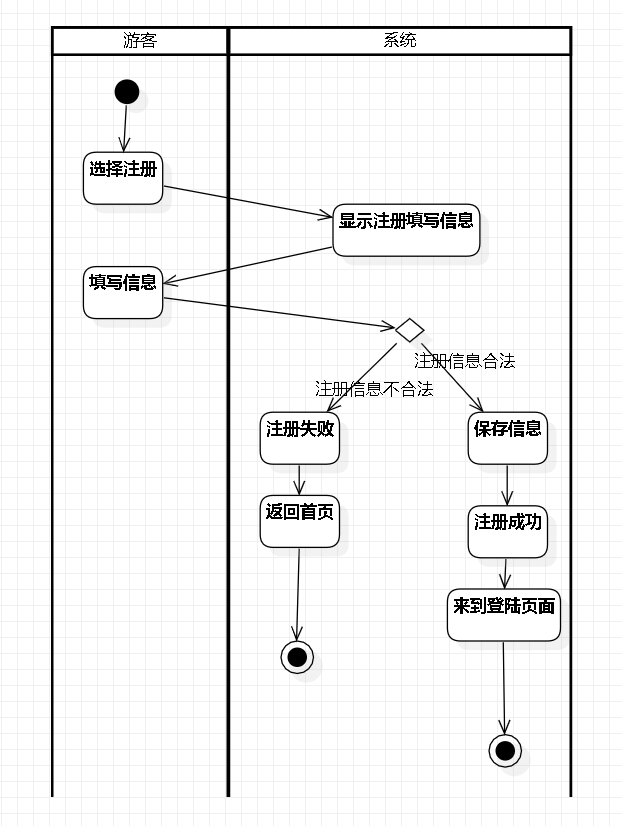 游客
系统
选择注册
显示注册填写信息
填写信息
注册信息合法
注册信息不合法
注册失败
保存信息
返回首页
注册成功
来到登陆页面